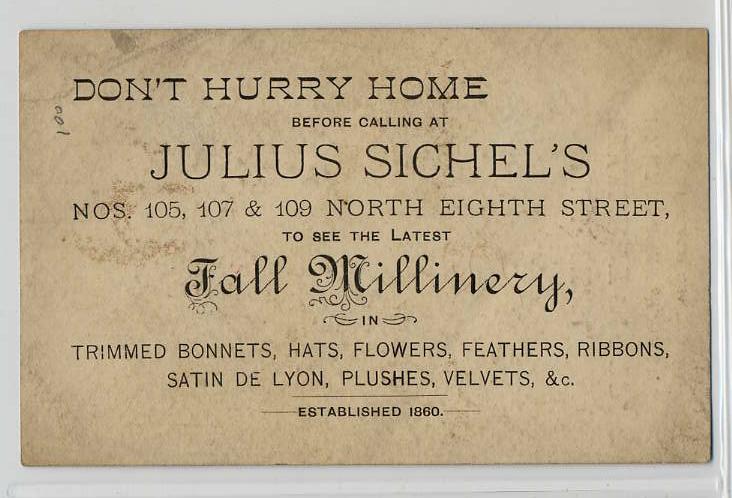 DON'T HURRY HOME
BEFORE CALLING AT
JULIUS SICHEL'S
NOS. 105, 107 & 109 NORTH EIGHTH STREET,
TO SEE THE LATEST
Fall Millinery,
IN
TRIMMED BONNETS, HATS, FLOWERS, FEATHERS, RIBBONS,
SATIN DE LYON, PLUSHES, VELVETS, &c.
ESTABLISHED 1860.
100